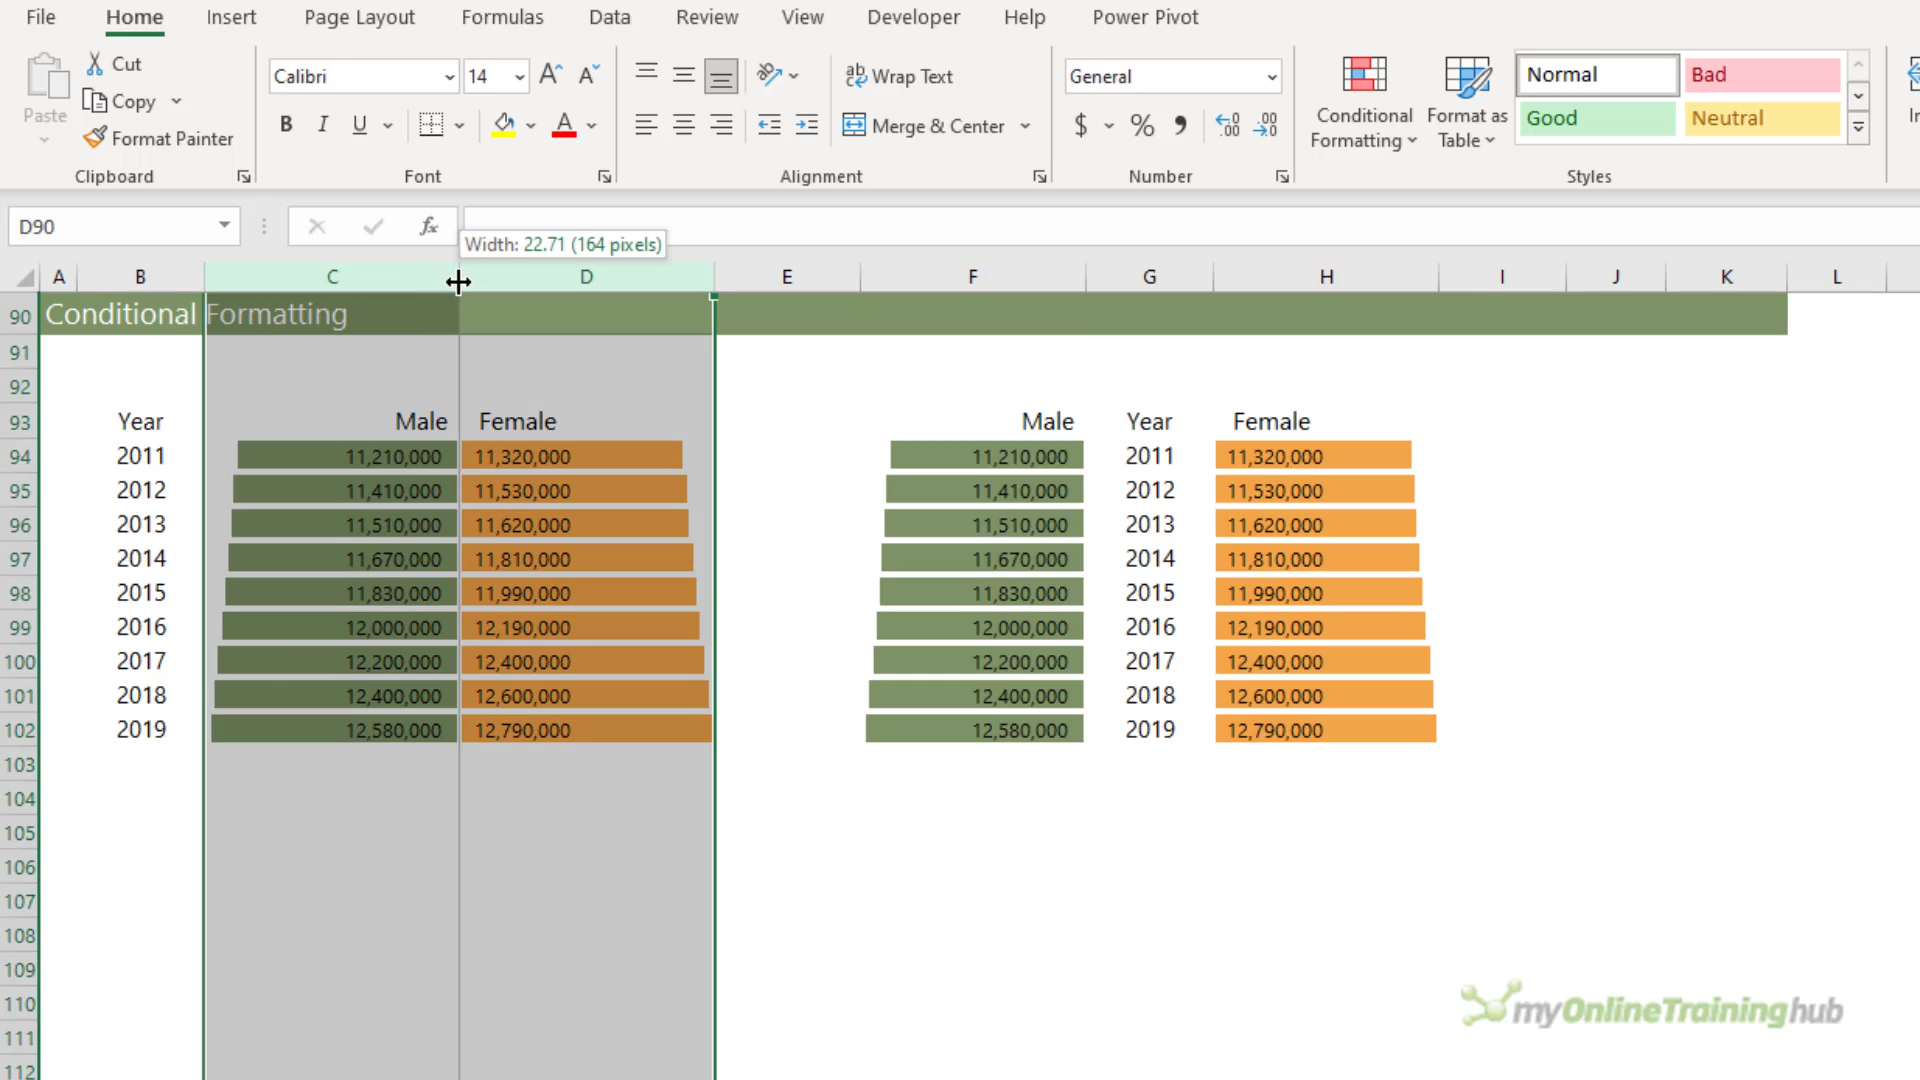 File Home Insert Page Layout Formulas Data Review View Developer Help Power Pivot
Paste
Cut
Copy
Format Painter
Clipboard
Calibri 14 A A
B I U A
Font
ab Wrap Text
Merge & Center
Alignment
General
$ % 9 .00 .00
Number
Conditional Formatting
Format as Table
Normal Bad
Good Neutral
Styles
D90 fx
Width: 22.71 (164 pixels)
A B C D E F G H I J K L
90 Conditional Formatting
91
92
93 Year Male Female Male Year Female
94 2011 11,210,000 11,320,000 11,210,000 2011 11,320,000
95 2012 11,410,000 11,530,000 11,410,000 2012 11,530,000
96 2013 11,510,000 11,620,000 11,510,000 2013 11,620,000
97 2014 11,670,000 11,810,000 11,670,000 2014 11,810,000
98 2015 11,830,000 11,990,000 11,830,000 2015 11,990,000
99 2016 12,000,000 12,190,000 12,000,000 2016 12,190,000
100 2017 12,200,000 12,400,000 12,200,000 2017 12,400,000
101 2018 12,400,000 12,600,000 12,400,000 2018 12,600,000
102 2019 12,580,000 12,790,000 12,580,000 2019 12,790,000
103
104
105
106
107
108
109
110
111
112
myOnlineTraininghub